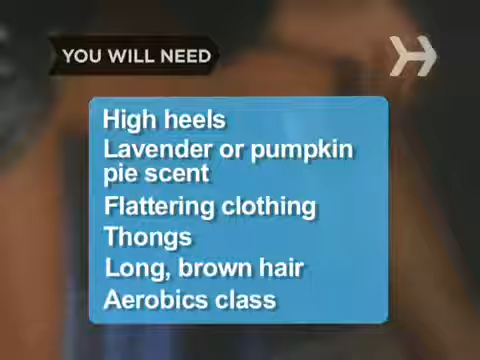 YOU WILL NEED
High heels
Lavender or pumpkin
pie scent
Flattering clothing
Thongs
Long, brown hair
Aerobics class